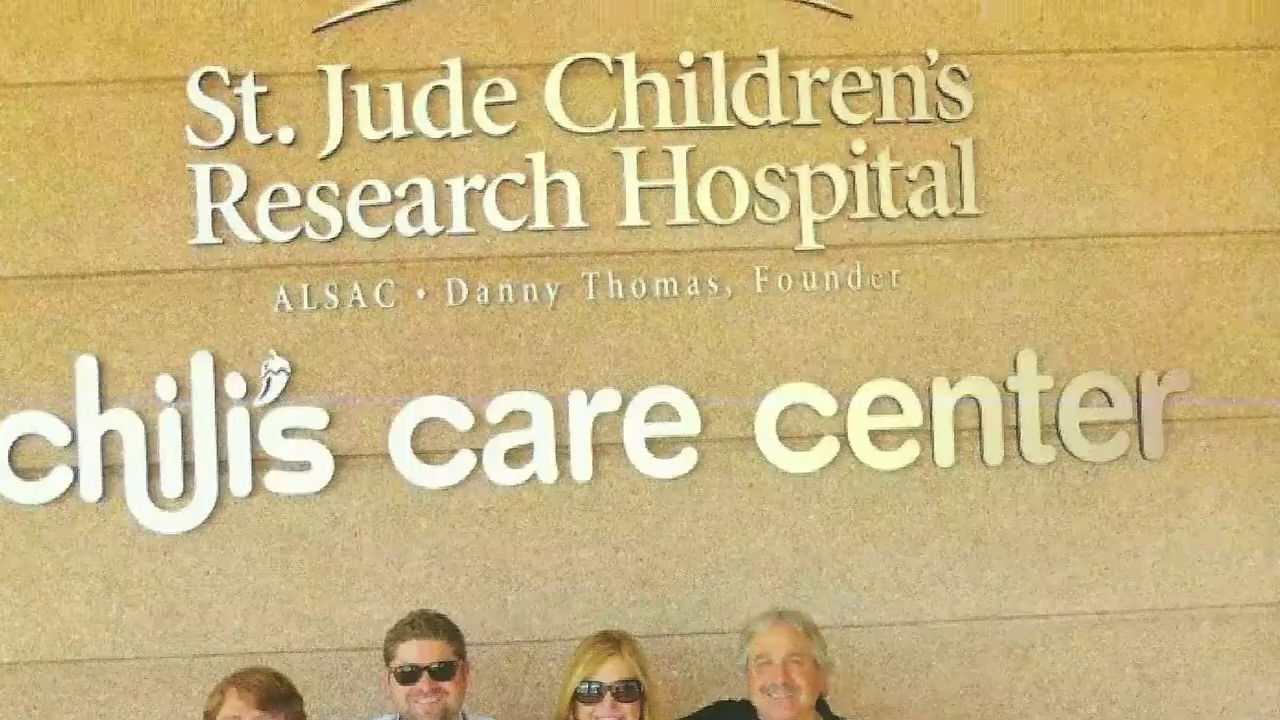 St. Jude Children's
Research Hospital
ALSAC • Danny Thomas, Founder
chili's care center